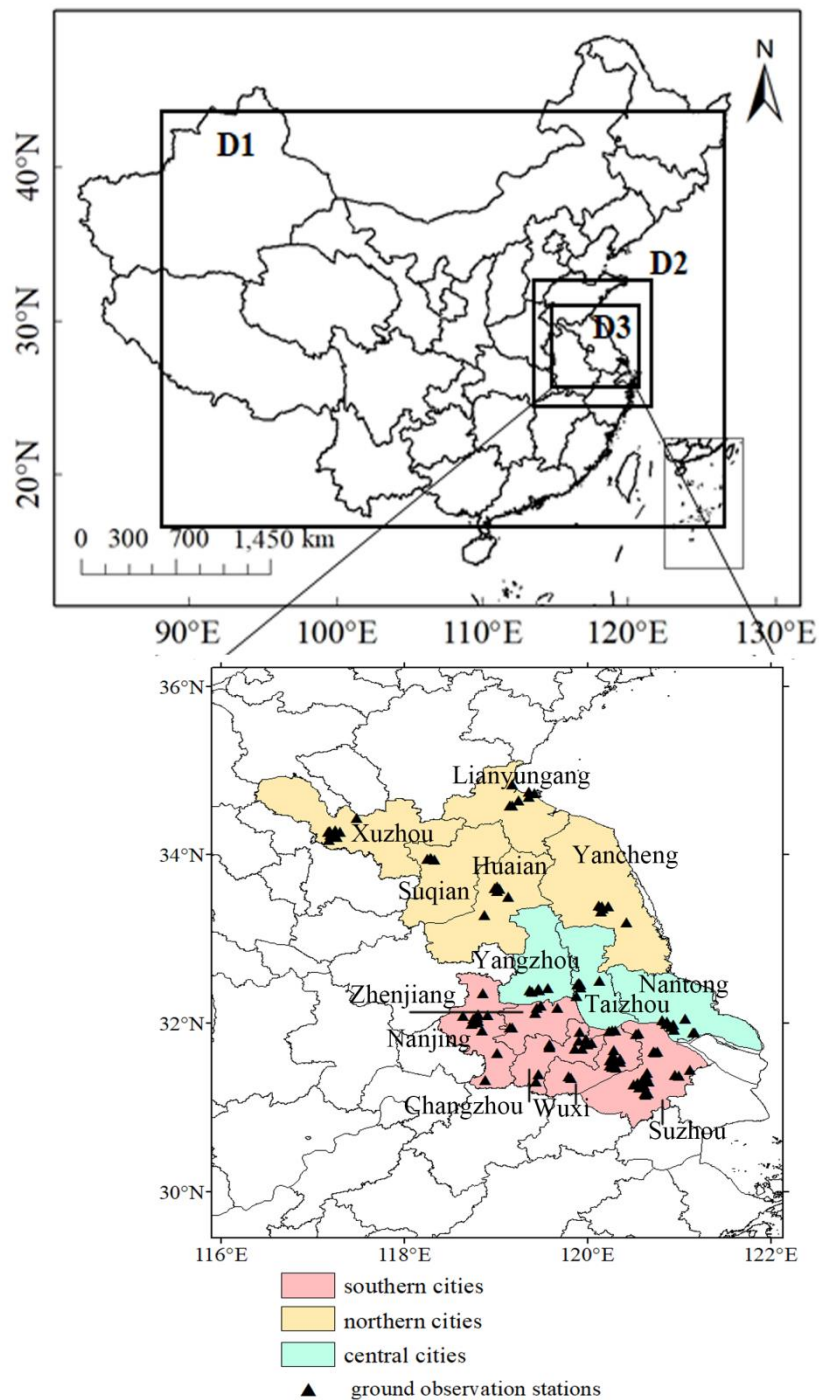 N
D1
40°N
D2
30°N
D3
20°N
0 300 700 1,450 km
90°E 100°E 110°E 120°E 130°E
36°N
Lianyungang
Xuzhou
34°N
Huaian
Yancheng
Suqian
Yangzhou
Nantong
Zhenjiang
Taizhou
32°N
Nanjing
Changzhou
Wuxi
Suzhou
30°N
116°E 118°E 120°E 122°E
southern cities
northern cities
central cities
ground observation stations